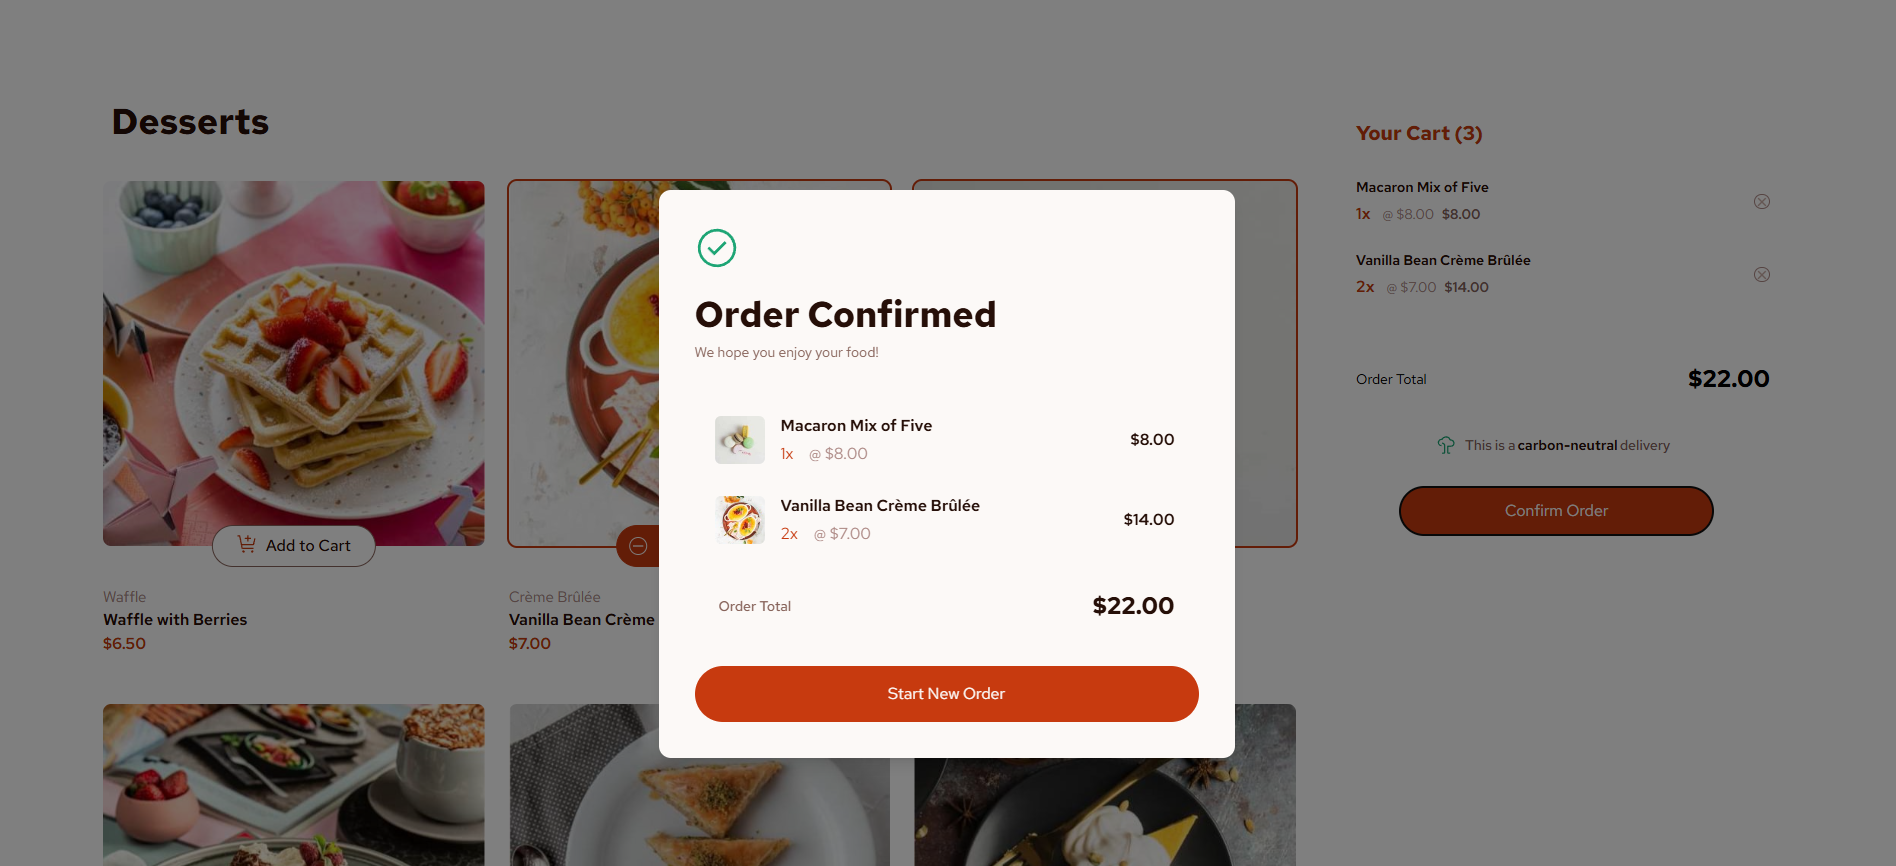 Desserts
Add to Cart
Waffle
Waffle with Berries
$6.50
Crème Brûlée
Vanilla Bean Crème
$7.00
Order Confirmed
We hope you enjoy your food!
Macaron Mix of Five
1x @ $8.00
$8.00
Vanilla Bean Crème Brûlée
2x @ $7.00
$14.00
Order Total $22.00
Start New Order
Your Cart (3)
Macaron Mix of Five
1x @ $8.00 $8.00
Vanilla Bean Crème Brûlée
2x @ $7.00 $14.00
Order Total $22.00
This is a carbon-neutral delivery
Confirm Order